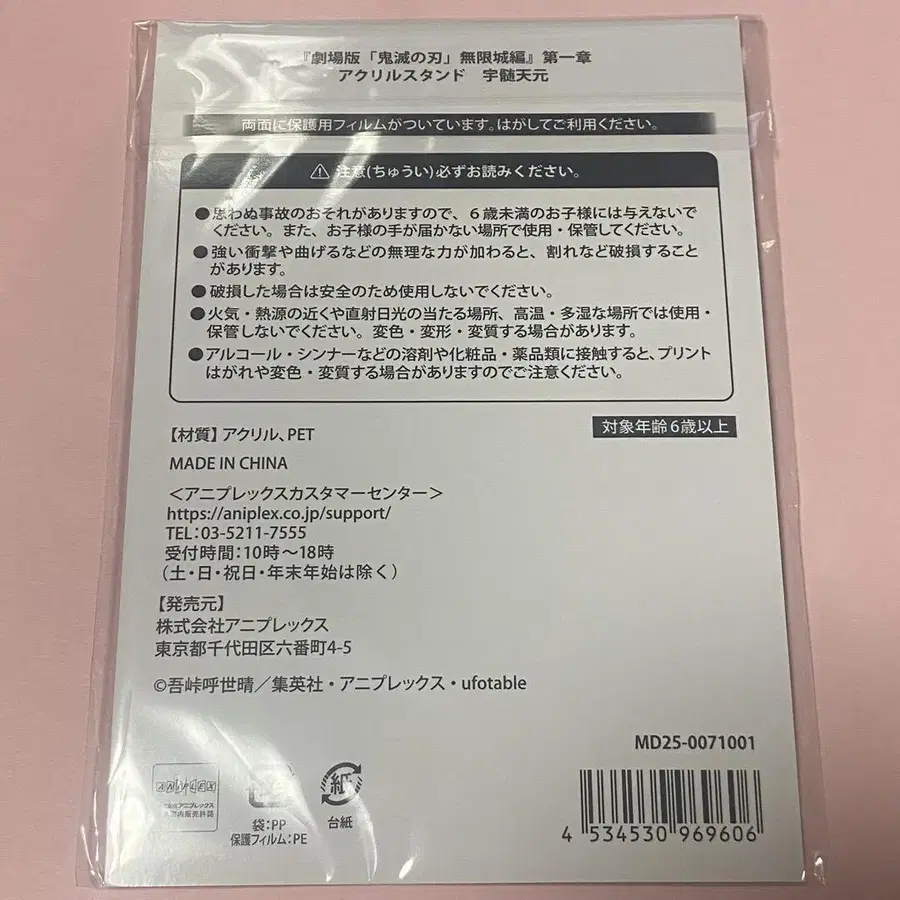 『劇場版「鬼滅の刃」無限城編』第一章
アクリルスタンド 宇髄天元
両面に保護用フィルムがついています。はがしてご利用ください。
注意(ちゅうい)必ずお読みください。
●思わぬ事故のおそれがありますので、6歳未満のお子様には与えないで
ください。また、お子様の手が届かない場所で使用・保管してください。
●強い衝撃や曲げるなどの無理な力が加わると、割れなど破損すること
があります。
●破損した場合は安全のため使用しないでください。
●火気・熱源の近くや直射日光の当たる場所、高温・多湿な場所では使用・
保管しないでください。変色・変形・変質する場合があります。
●アルコール・シンナーなどの溶剤や化粧品・薬品類に接触すると、プリント
はがれや変色・変質する場合がありますのでご注意ください。
【材質】アクリル、PET
対象年齢6歳以上
MADE IN CHINA
＜アニプレックスカスタマーセンター＞
https://aniplex.co.jp/support/
TEL:03-5211-7555
受付時間:10時～18時
(土・日・祝日・年末年始は除く)
【発売元】
株式会社アニプレックス
東京都千代田区六番町4-5
©吾峠呼世晴／集英社・アニプレックス・ufotable
MD25-0071001
ANIPLEX
アニプレックス
国内販売許諾
袋:PP
保護フィルム:PE
紙
台紙
4 534530 969606